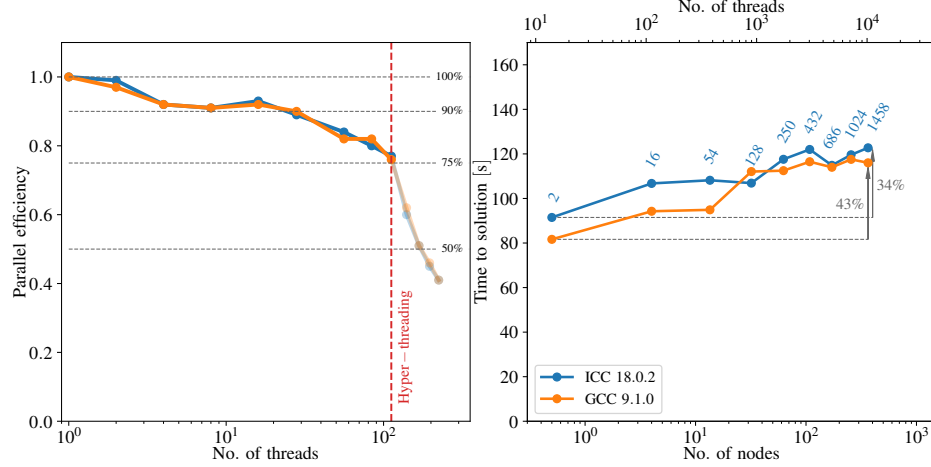 No. of threads
10¹ 10² 10³ 10⁴
1.0
0.8
0.6
0.4
0.2
0.0
Parallel efficiency
100%
90%
75%
50%
Hyper – threading
10⁰ 10¹ 10²
No. of threads
160
140
120
100
80
60
40
20
0
Time to solution [s]
2
16
54
128
250
432
686
1024
1458
43%
34%
ICC 18.0.2
GCC 9.1.0
10⁰ 10¹ 10² 10³
No. of nodes